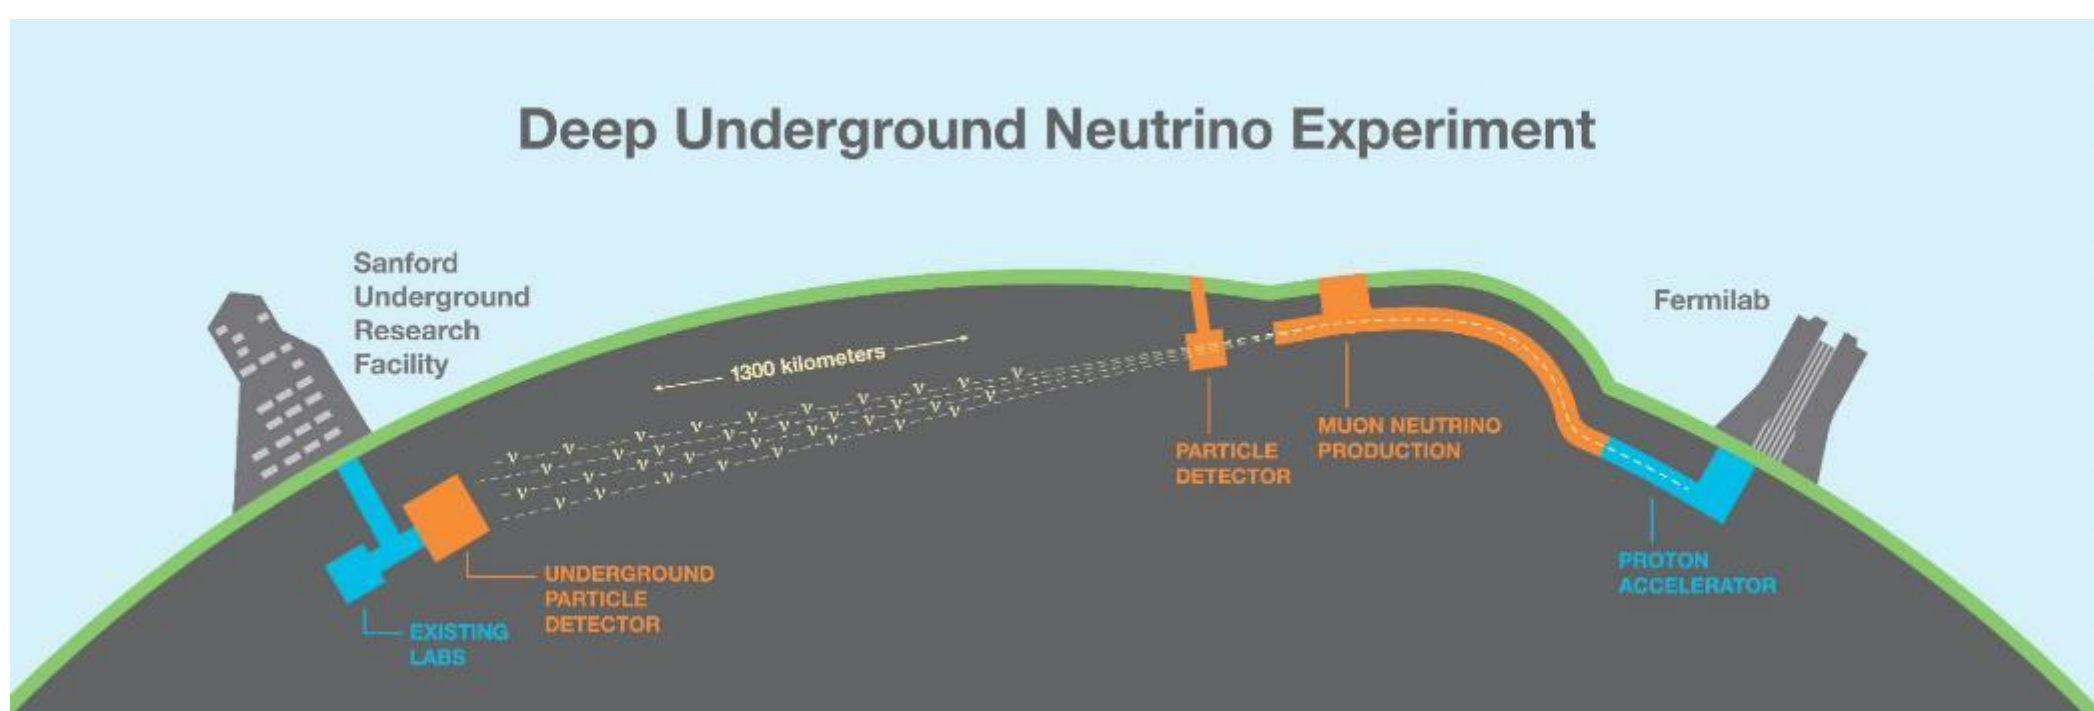 Deep Underground Neutrino Experiment
Sanford
Underground
Research
Facility
Fermilab
1300 kilometers
ν ν ν ν ν ν ν ν ν
ν ν ν ν ν ν ν ν
ν ν ν ν ν ν ν
ν ν ν ν ν ν
PARTICLE
DETECTOR
MUON NEUTRINO
PRODUCTION
PROTON
ACCELERATOR
UNDERGROUND
PARTICLE
DETECTOR
EXISTING
LABS